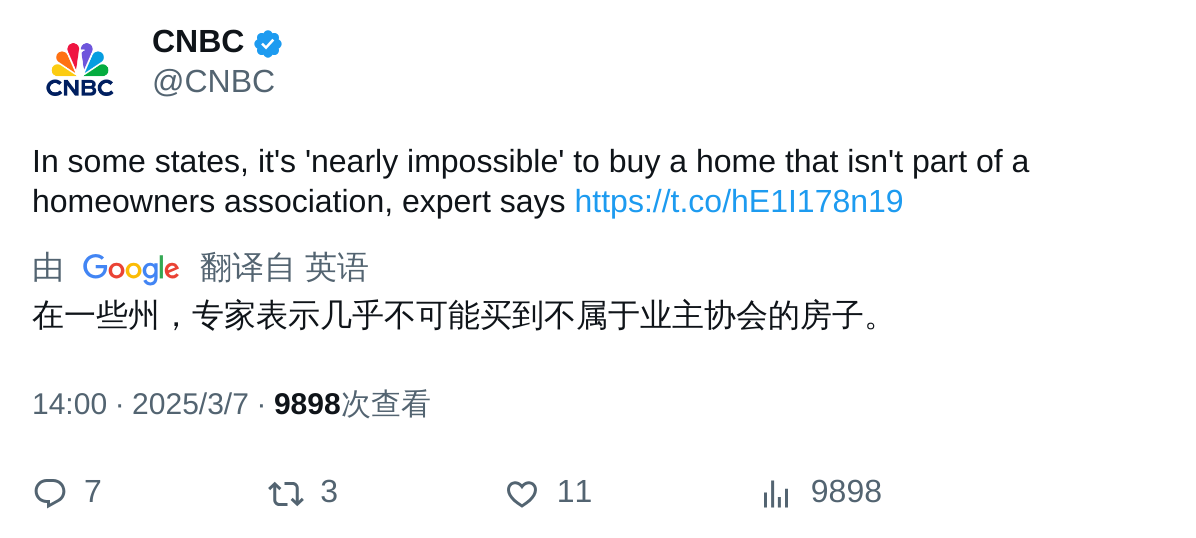 CNBC
CNBC
@CNBC
In some states, it's 'nearly impossible' to buy a home that isn't part of a
homeowners association, expert says https://t.co/hE1I178n19
由 Google 翻译自 英语
在一些州，专家表示几乎不可能买到不属于业主协会的房子。
14:00 · 2025/3/7 · 9898次查看
7 3 11 9898